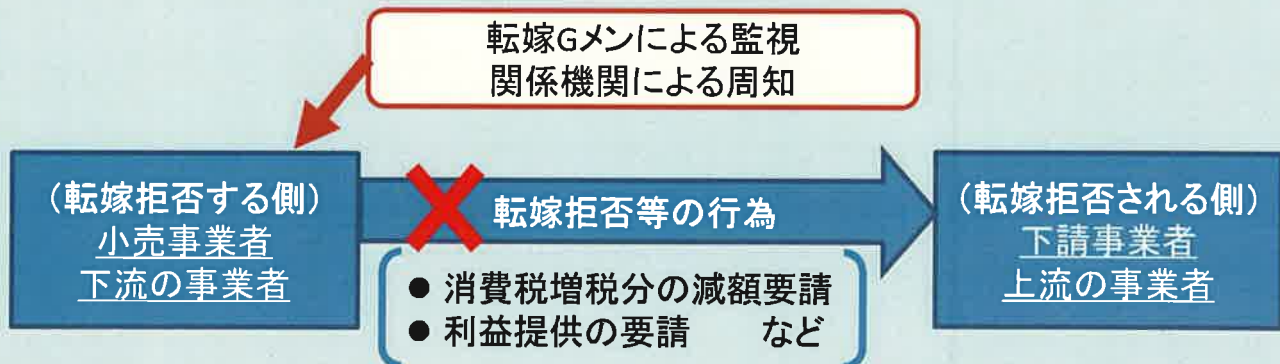 転嫁Gメンによる監視
関係機関による周知
（転嫁拒否する側）
小売事業者
下流の事業者
転嫁拒否等の行為
● 消費税増税分の減額要請
● 利益提供の要請　　など
（転嫁拒否される側）
下請事業者
上流の事業者